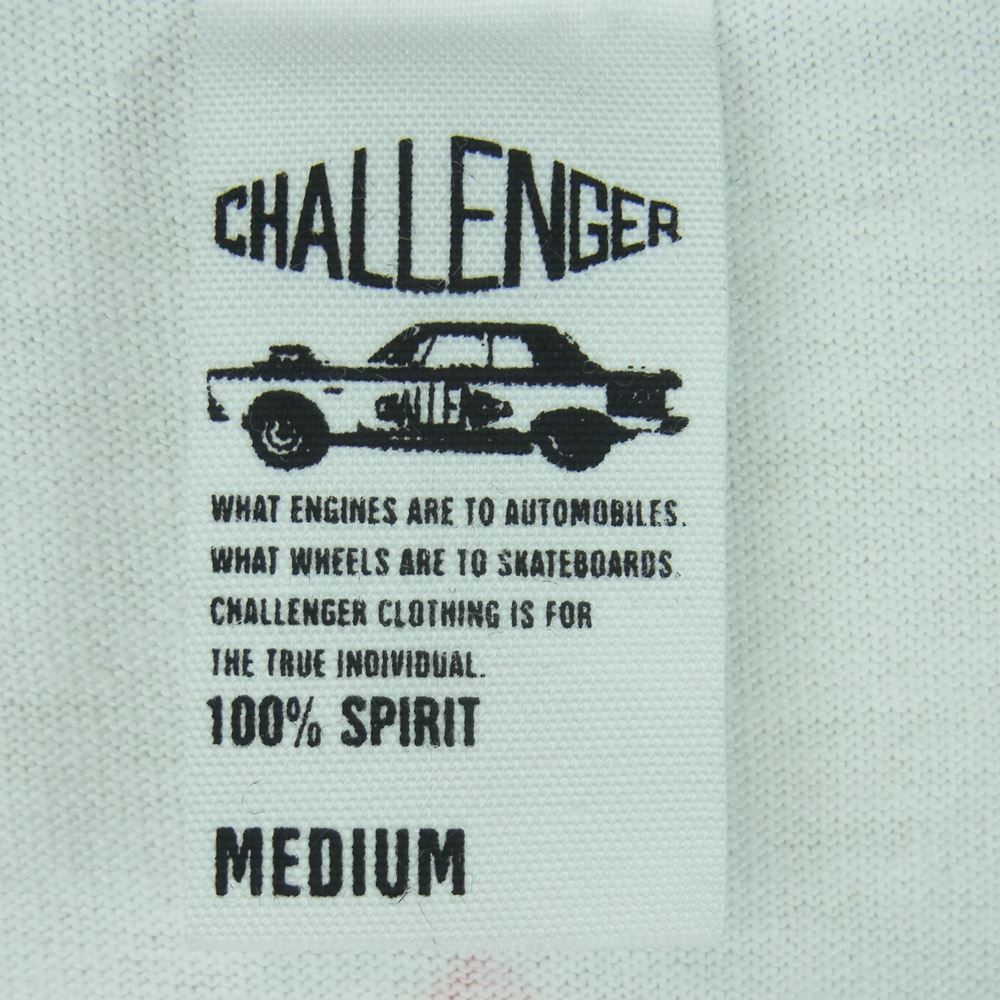 CHALLENGER
WHAT ENGINES ARE TO AUTOMOBILES.
WHAT WHEELS ARE TO SKATEBOARDS.
CHALLENGER CLOTHING IS FOR
THE TRUE INDIVIDUAL.
100% SPIRIT
MEDIUM